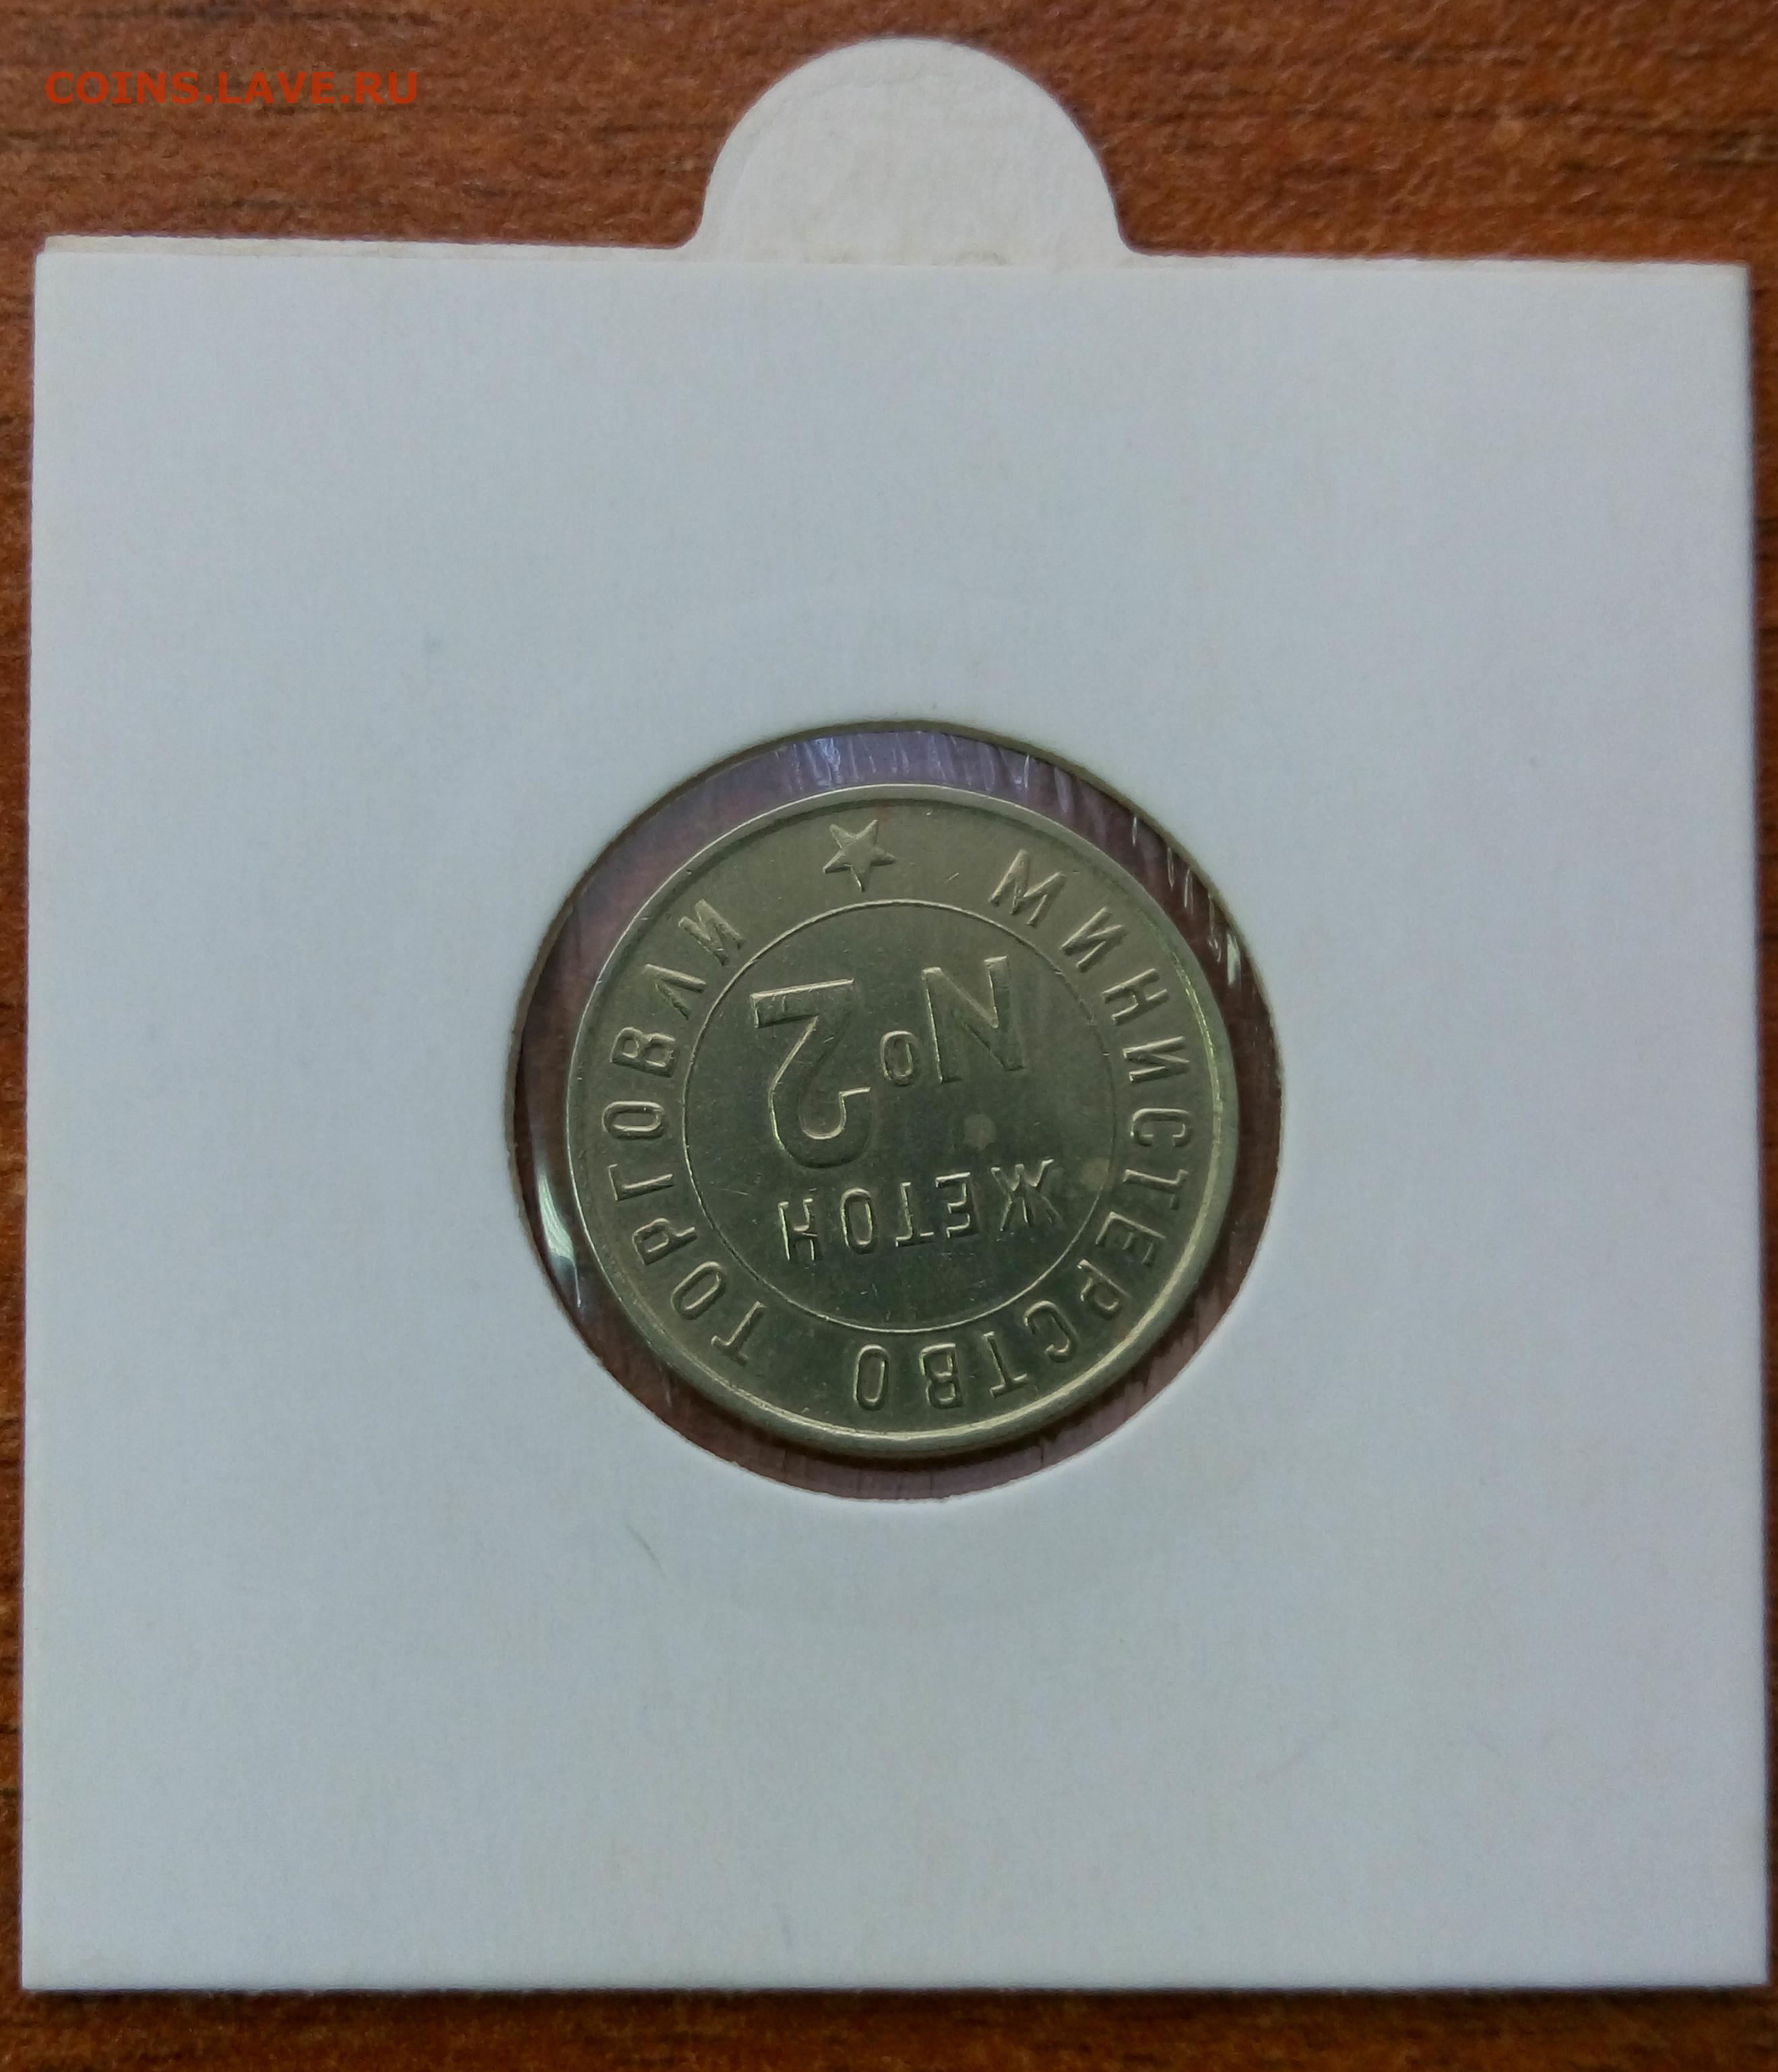 COINS.LAVE.RU
МИНИСТЕРСТВО ТОРГОВЛИ
ЖЕТОН
№2